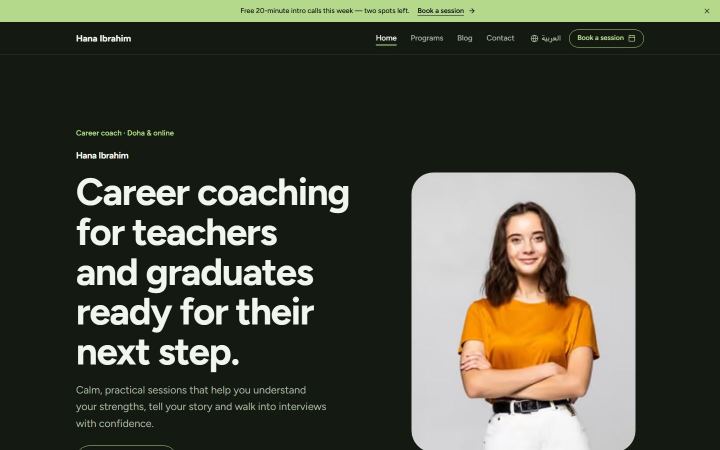 Free 20-minute intro calls this week — two spots left. Book a session →
Hana Ibrahim
Home Programs Blog Contact العربية Book a session
Career coach · Doha & online
Hana Ibrahim
Career coaching
for teachers
and graduates
ready for their
next step.
Calm, practical sessions that help you understand
your strengths, tell your story and walk into interviews
with confidence.